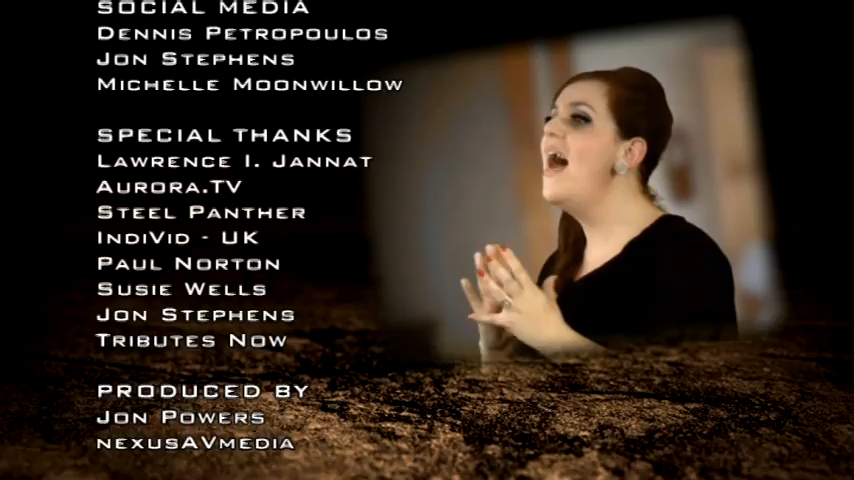 SOCIAL MEDIA
DENNIS PETROPOULOS
JON STEPHENS
MICHELLE MOONWILLOW
SPECIAL THANKS
LAWRENCE I. JANNAT
AURORA.TV
STEEL PANTHER
INDIVID - UK
PAUL NORTON
SUSIE WELLS
JON STEPHENS
TRIBUTES NOW
PRODUCED BY
JON POWERS
NEXUSAVMEDIA